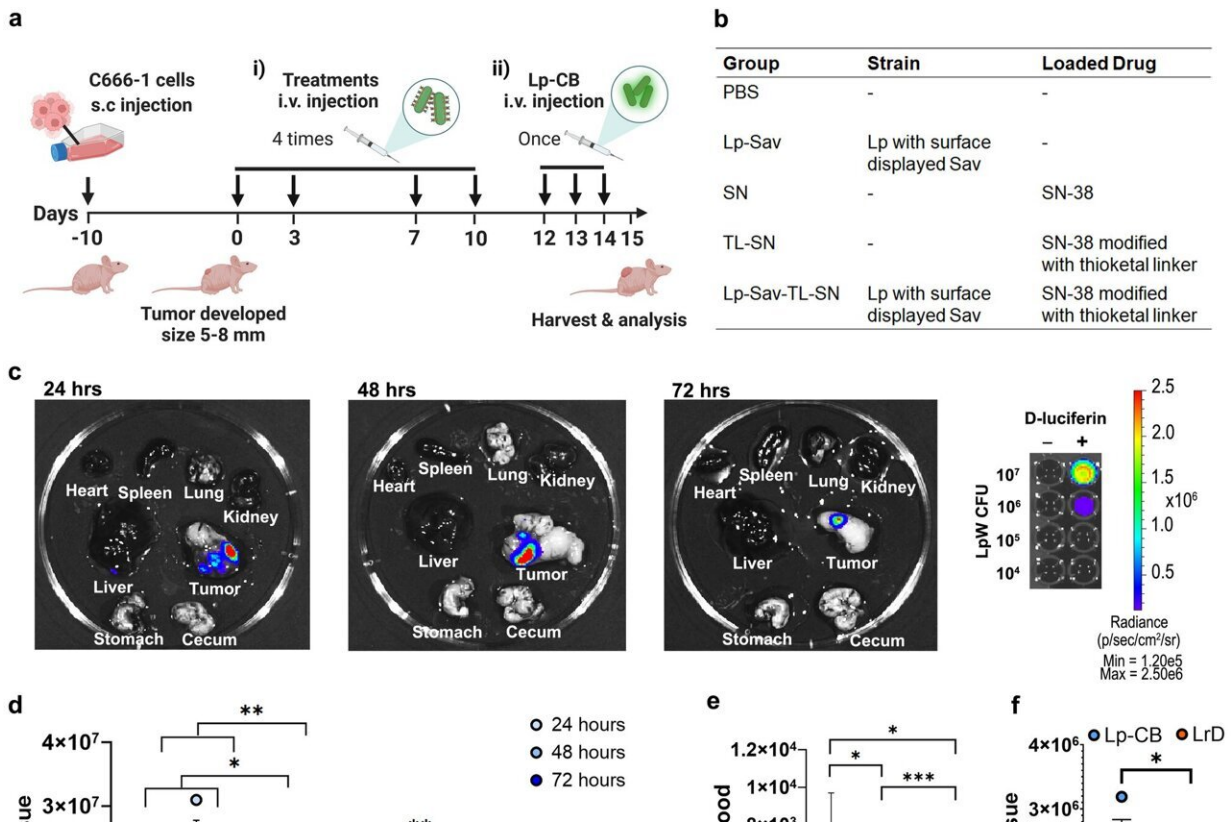 a
C666-1 cells
s.c injection
i)
Treatments
i.v. injection
4 times
ii)
Lp-CB
i.v. injection
Once
Days
-10 0 3 7 10 12 13 14 15
Tumor developed
size 5-8 mm
Harvest & analysis
b
Group Strain Loaded Drug
PBS - -
Lp-Sav Lp with surface -
displayed Sav
SN - SN-38
TL-SN - SN-38 modified
with thioketal linker
Lp-Sav-TL-SN Lp with surface SN-38 modified
displayed Sav with thioketal linker
c
24 hrs
Heart Spleen Lung
Kidney
Liver Tumor
Stomach Cecum
48 hrs
Spleen Lung
Heart Kidney
Liver Tumor
Stomach Cecum
72 hrs
Spleen Lung
Heart Kidney
Liver Tumor
Stomach Cecum
D-luciferin
− +
LpW CFU
10⁷
10⁶
10⁵
10⁴
2.5
2.0
1.5
x10⁶
1.0
0.5
Radiance
(p/sec/cm²/sr)
Min = 1.20e5
Max = 2.50e6
d
**
*
4×10⁷
3×10⁷
24 hours
48 hours
72 hours
e
*
*
***
1.2×10⁴
1×10⁴
f
Lp-CB LrD
*
4×10⁶
3×10⁶